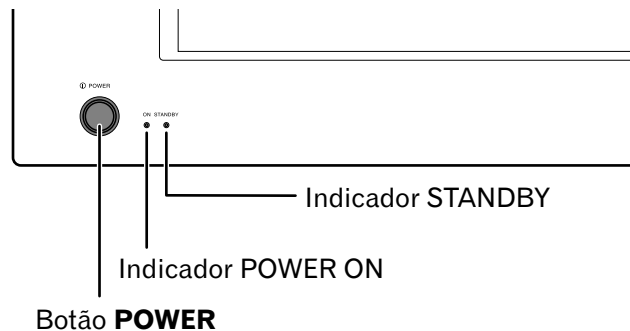 POWER
ON STANDBY
Indicador STANDBY
Indicador POWER ON
Botão POWER